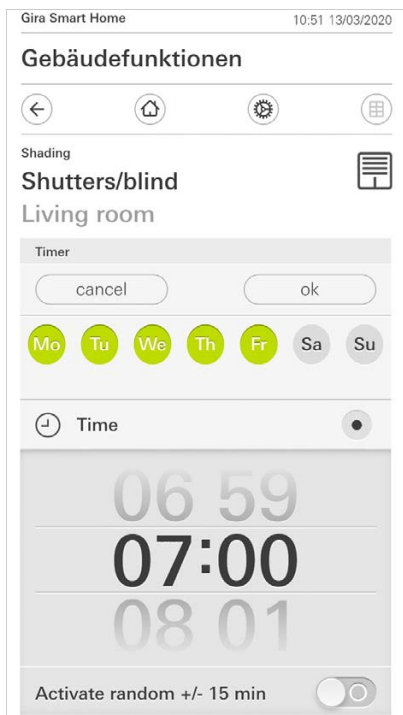 Gira Smart Home 10:51 13/03/2020
Gebäudefunktionen
Shading
Shutters/blind
Living room
Timer
cancel ok
Mo Tu We Th Fr Sa Su
Time
06 59
07:00
08 01
Activate random +/- 15 min